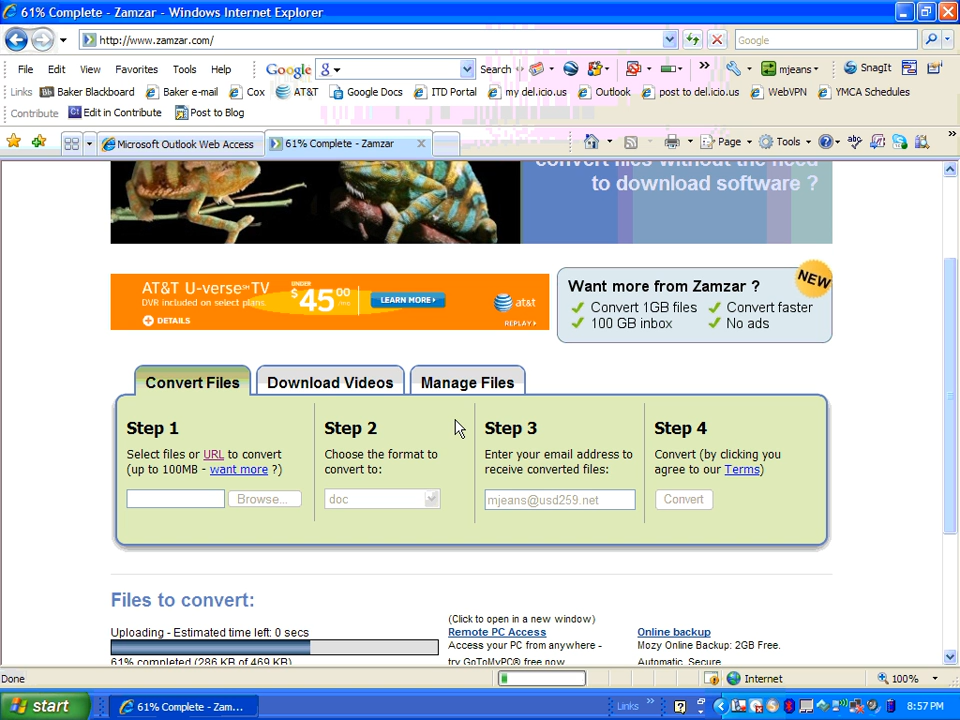 61% Complete - Zamzar - Windows Internet Explorer
http://www.zamzar.com/
Google
File Edit View Favorites Tools Help
Google
Search
mjeans
SnagIt
Links
Baker Blackboard
Baker e-mail
Cox
AT&T
Google Docs
ITD Portal
my del.icio.us
Outlook
post to del.icio.us
WebVPN
YMCA Schedules
Contribute
Edit in Contribute
Post to Blog
Microsoft Outlook Web Access
61% Complete - Zamzar
Page
Tools
convert files without the need
to download software ?
AT&T U-verse℠ TV
DVR included on select plans.
DETAILS
UNDER
$45.00
/mo
LEARN MORE
at&t
REPLAY
Want more from Zamzar ?
NEW
Convert 1GB files
Convert faster
100 GB inbox
No ads
Convert Files
Download Videos
Manage Files
Step 1
Select files or URL to convert
(up to 100MB - want more ?)
Browse...
Step 2
Choose the format to
convert to:
doc
Step 3
Enter your email address to
receive converted files:
mjeans@usd259.net
Step 4
Convert (by clicking you
agree to our Terms)
Convert
Files to convert:
Uploading - Estimated time left: 0 secs
61% completed (286 KB of 469 KB)
(Click to open in a new window)
Remote PC Access
Access your PC from anywhere -
try GoToMyPC® free now
Online backup
Mozy Online Backup: 2GB Free.
Automatic. Secure.
Done
Internet
100%
start
61% Complete - Zam...
Links
8:57 PM